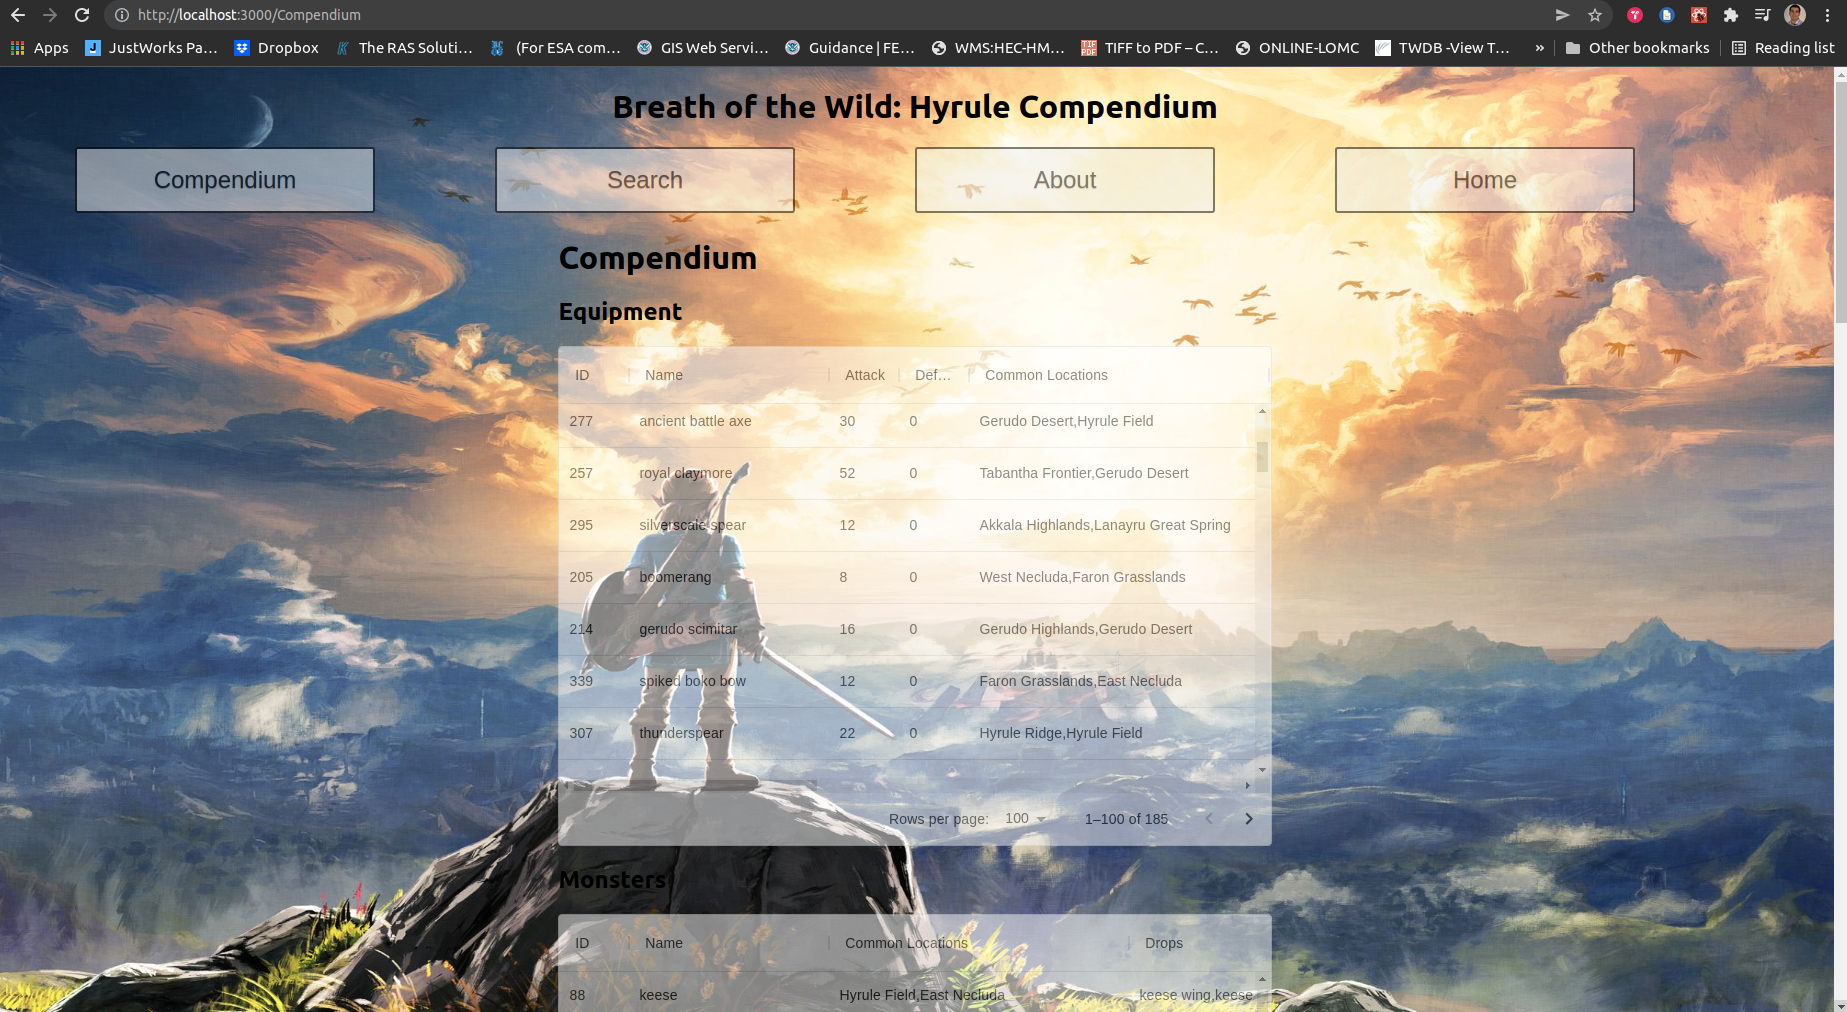 http://localhost:3000/Compendium
Apps JustWorks Pa… Dropbox The RAS Soluti… (For ESA com… GIS Web Servi… Guidance | FE… WMS:HEC-HM… TIFF to PDF – C… ONLINE-LOMC TWDB -View T… » Other bookmarks Reading list
Breath of the Wild: Hyrule Compendium
Compendium Search About Home
Compendium
Equipment
ID Name Attack Def… Common Locations
277 ancient battle axe 30 0 Gerudo Desert,Hyrule Field
257 royal claymore 52 0 Tabantha Frontier,Gerudo Desert
295 silverscale spear 12 0 Akkala Highlands,Lanayru Great Spring
205 boomerang 8 0 West Necluda,Faron Grasslands
214 gerudo scimitar 16 0 Gerudo Highlands,Gerudo Desert
339 spiked boko bow 12 0 Faron Grasslands,East Necluda
307 thunderspear 22 0 Hyrule Ridge,Hyrule Field
Rows per page: 100 1–100 of 185
Monsters
ID Name Common Locations Drops
88 keese Hyrule Field,East Necluda keese wing,keese